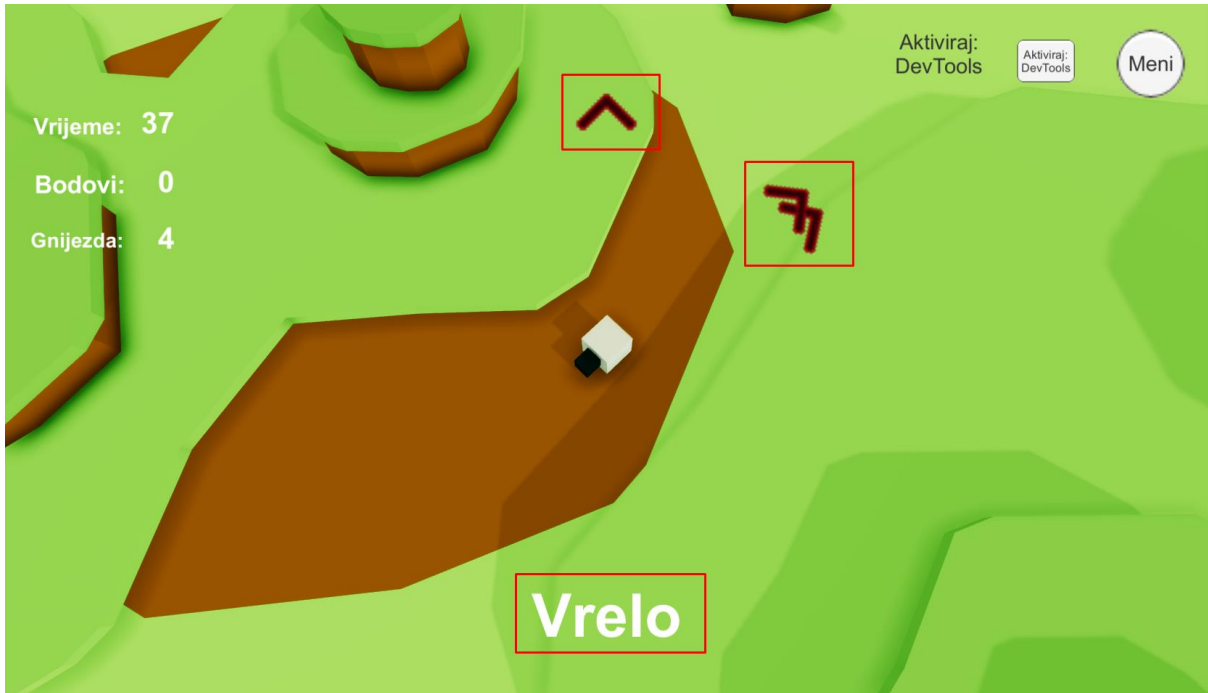 Aktiviraj:
DevTools
Aktiviraj:
DevTools
Meni
Vrijeme: 37
Bodovi: 0
Gnijezda: 4
Vrelo